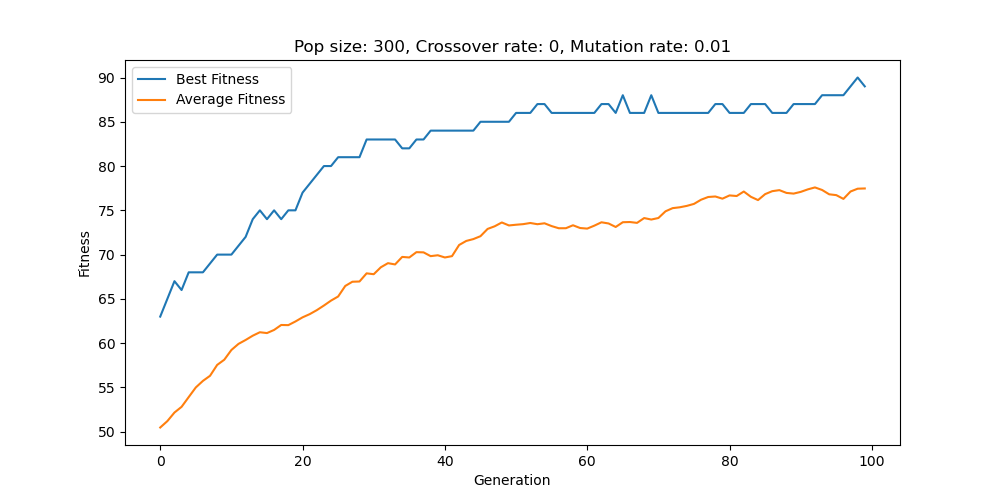 Pop size: 300, Crossover rate: 0, Mutation rate: 0.01
Best Fitness
Average Fitness
90
85
80
75
70
65
60
55
50
Fitness
0 20 40 60 80 100
Generation